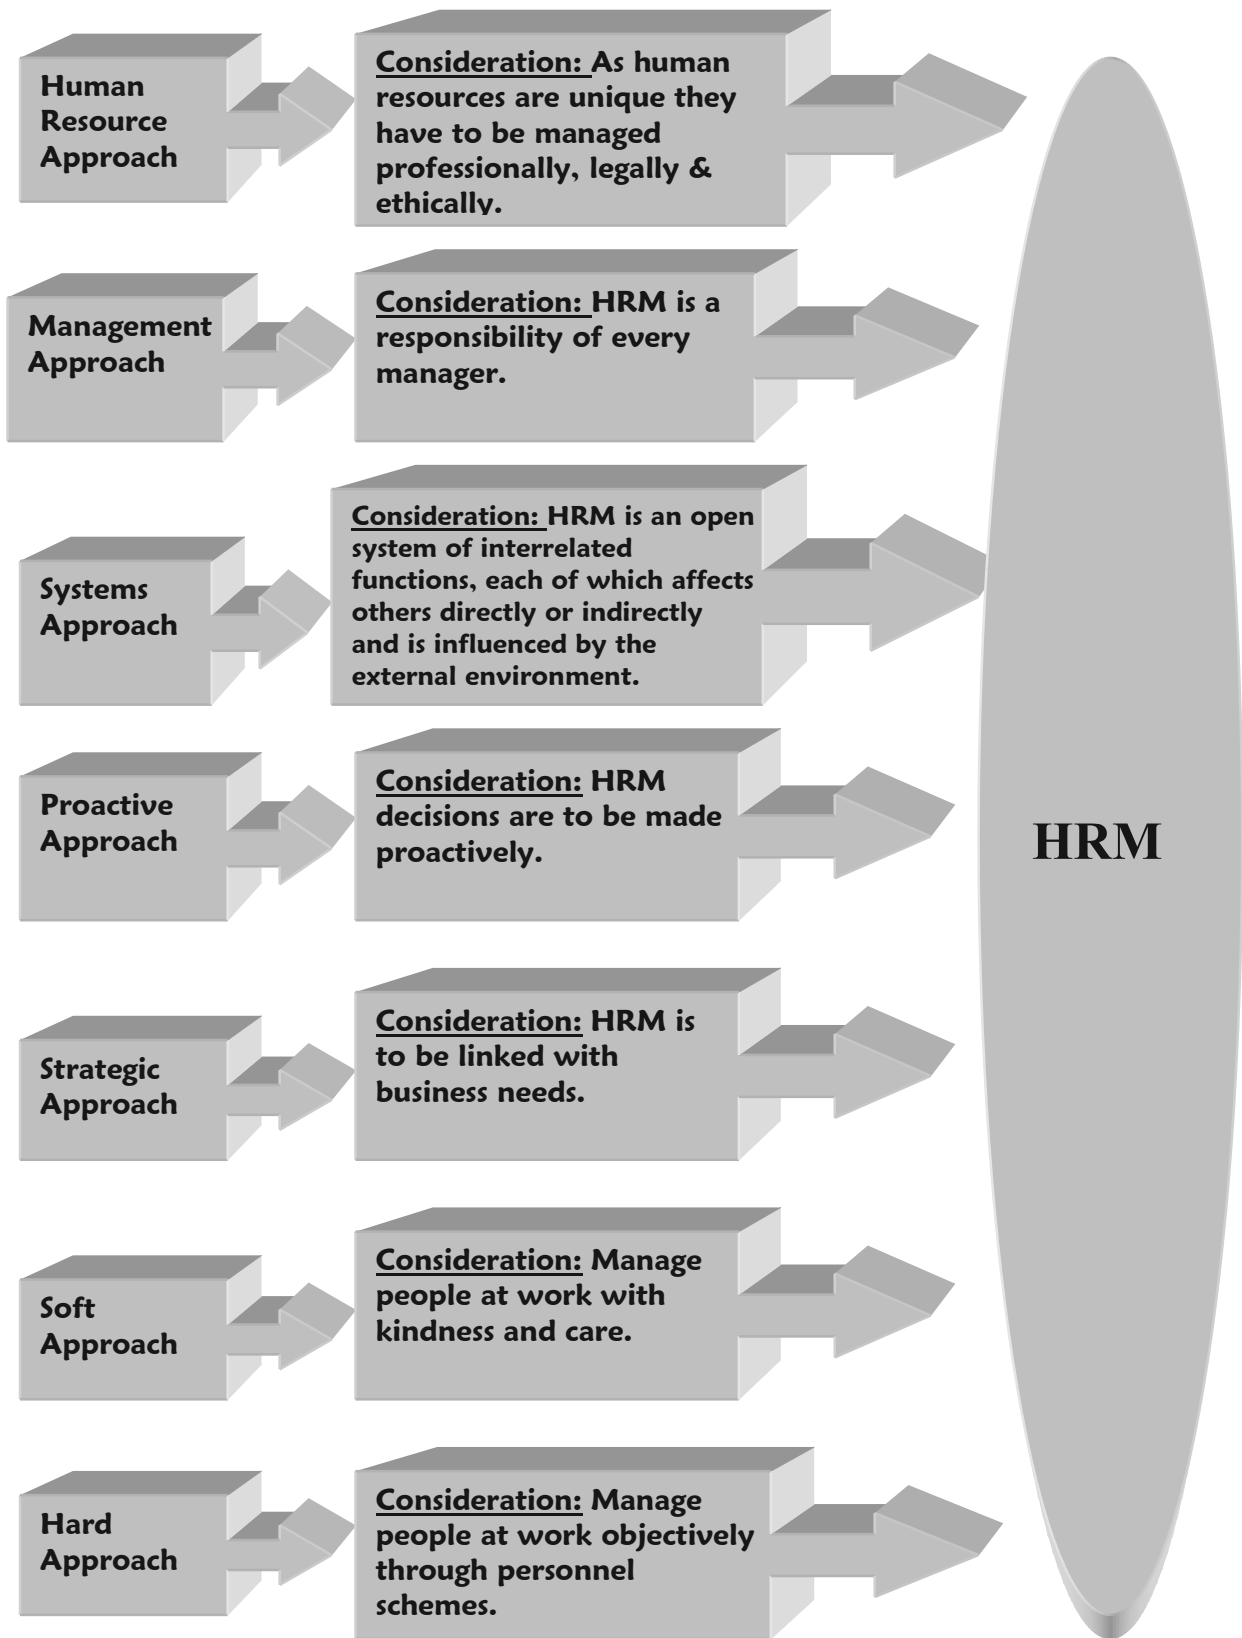 Human
Resource
Approach
Consideration: As human
resources are unique they
have to be managed
professionally, legally &
ethically.
Management
Approach
Consideration: HRM is a
responsibility of every
manager.
Systems
Approach
Consideration: HRM is an open
system of interrelated
functions, each of which affects
others directly or indirectly
and is influenced by the
external environment.
Proactive
Approach
Consideration: HRM
decisions are to be made
proactively.
Strategic
Approach
Consideration: HRM is
to be linked with
business needs.
Soft
Approach
Consideration: Manage
people at work with
kindness and care.
Hard
Approach
Consideration: Manage
people at work objectively
through personnel
schemes.
HRM